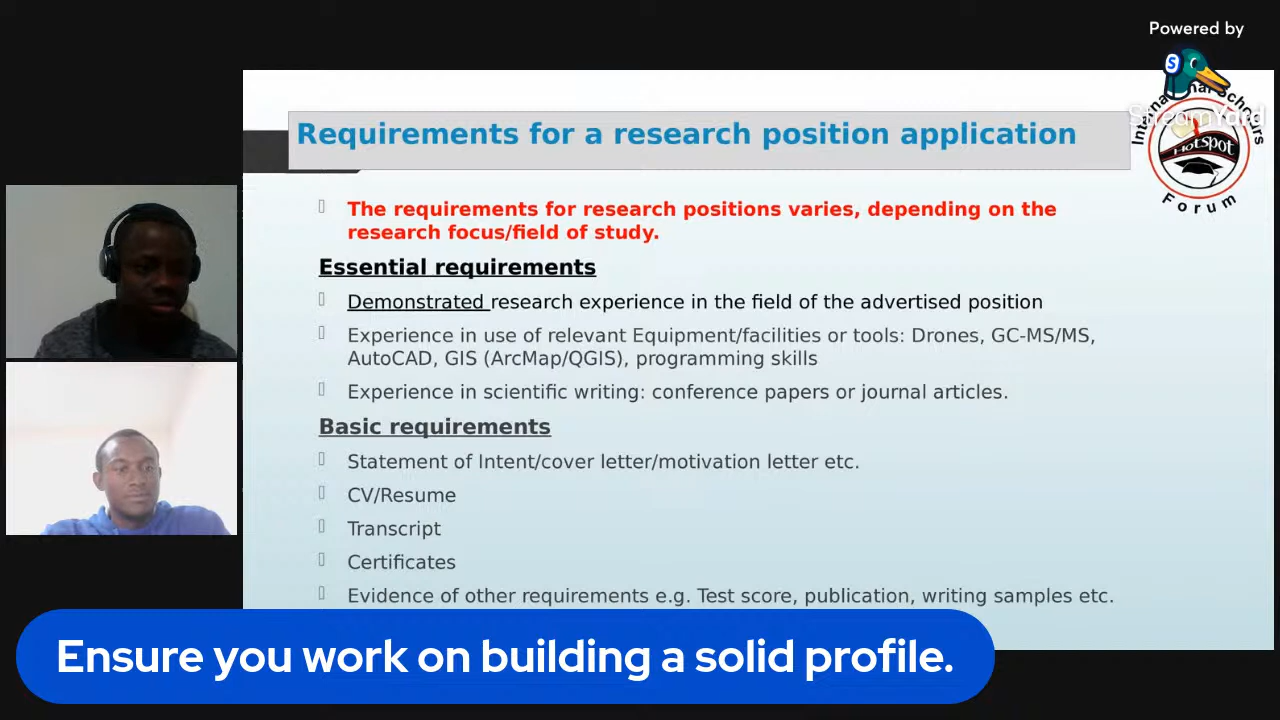 Powered by
StreamYard
International Scholars
HotSpot
Forum
Requirements for a research position application
The requirements for research positions varies, depending on the
research focus/field of study.
Essential requirements
Demonstrated research experience in the field of the advertised position
Experience in use of relevant Equipment/facilities or tools: Drones, GC-MS/MS,
AutoCAD, GIS (ArcMap/QGIS), programming skills
Experience in scientific writing: conference papers or journal articles.
Basic requirements
Statement of Intent/cover letter/motivation letter etc.
CV/Resume
Transcript
Certificates
Evidence of other requirements e.g. Test score, publication, writing samples etc.
Ensure you work on building a solid profile.